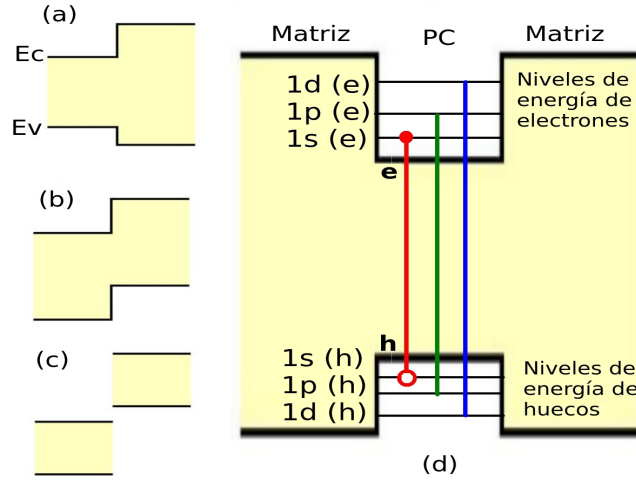 (a)
Ec
Ev
(b)
(c)
Matriz
PC
Matriz
1d (e)
1p (e)
1s (e)
e
Niveles de
energía de
electrones
h
1s (h)
1p (h)
1d (h)
Niveles de
energía de
huecos
(d)